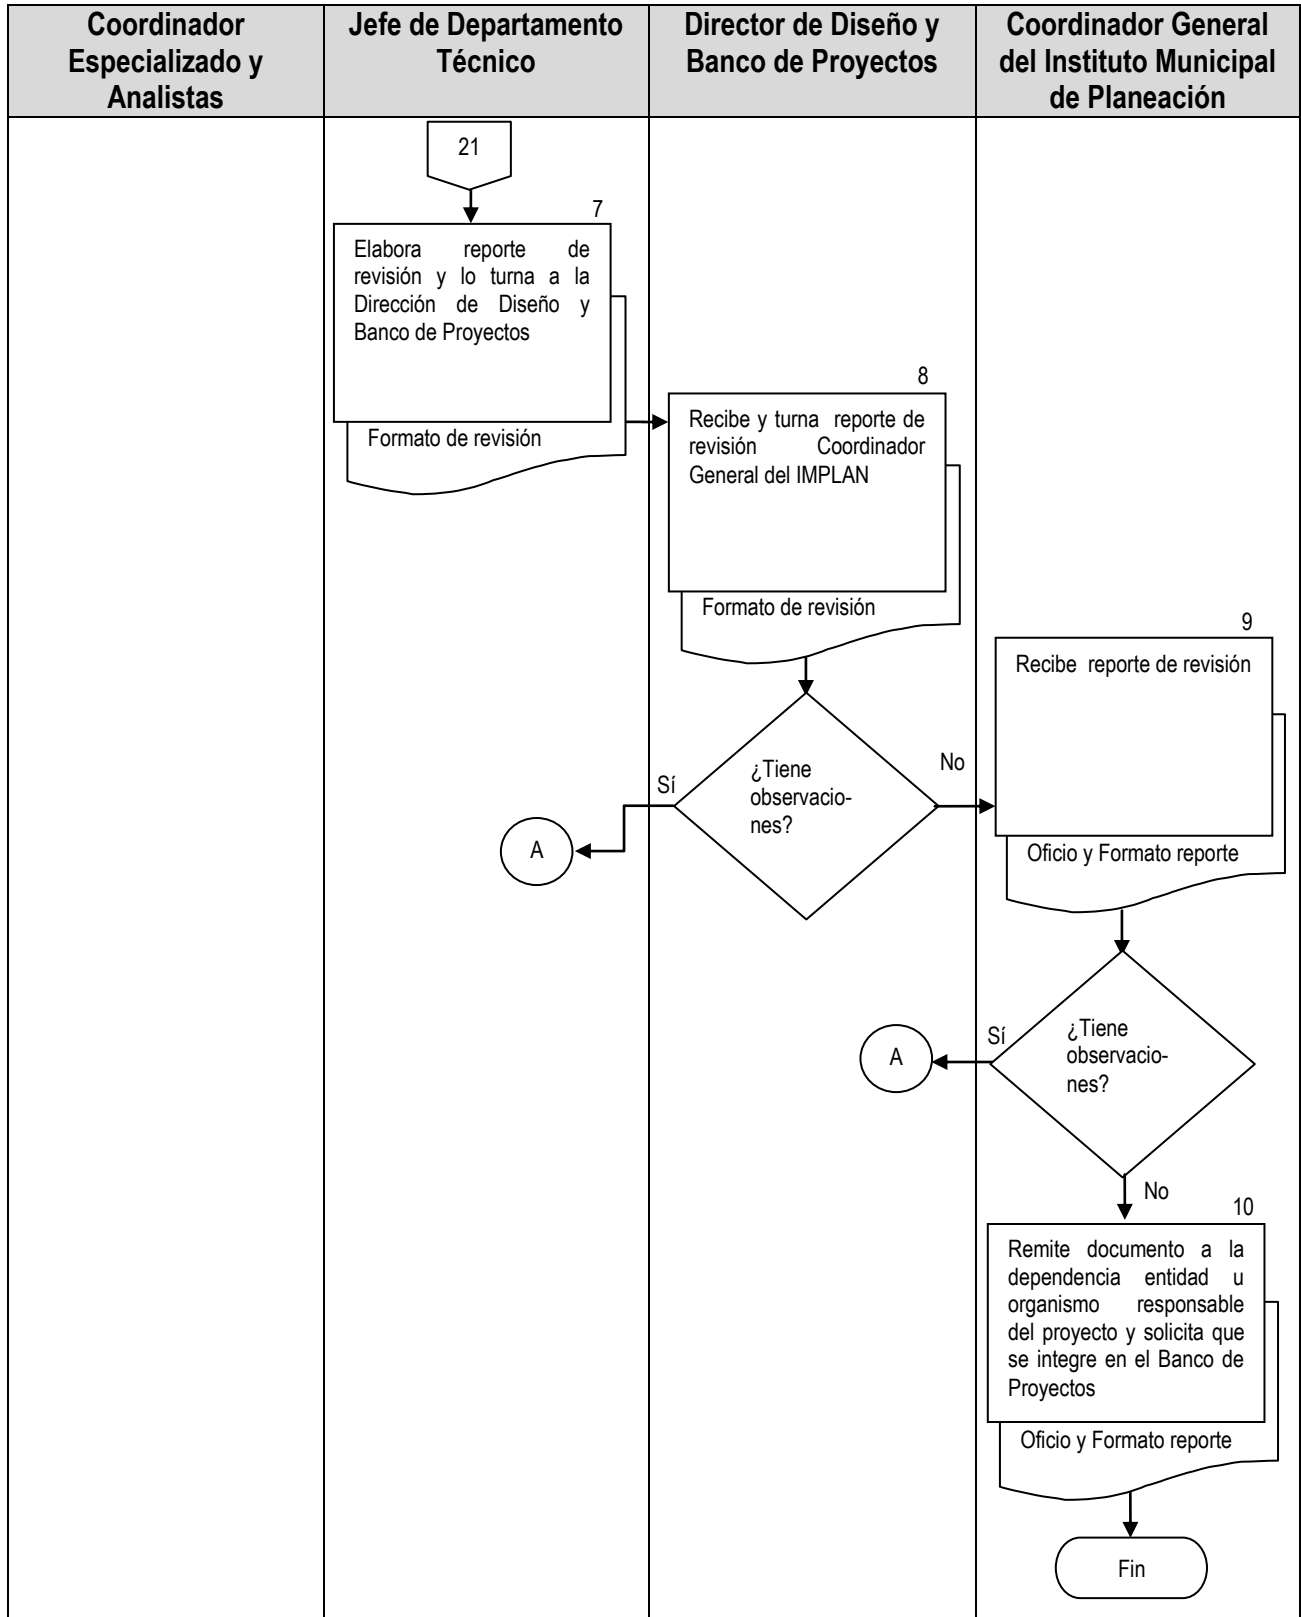 Coordinador
Especializado y
Analistas
Jefe de Departamento
Técnico
Director de Diseño y
Banco de Proyectos
Coordinador General
del Instituto Municipal
de Planeación
21
7
Elabora reporte de
revisión y lo turna a la
Dirección de Diseño y
Banco de Proyectos
Formato de revisión
8
Recibe y turna reporte de
revisión Coordinador
General del IMPLAN
Formato de revisión
9
Recibe reporte de revisión
Oficio y Formato reporte
¿Tiene
observacio-
nes?
Sí
No
A
¿Tiene
observacio-
nes?
Sí
A
No
10
Remite documento a la
dependencia entidad u
organismo responsable
del proyecto y solicita que
se integre en el Banco de
Proyectos
Oficio y Formato reporte
Fin